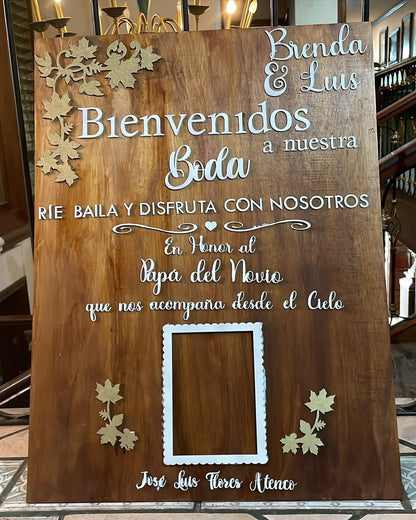 Brenda
& Luis
Bienvenidos
a nuestra
Boda
RÍE BAILA Y DISFRUTA CON NOSOTROS
En Honor al
Papá del Novio
que nos acompaña desde el Cielo
José Luis Flores Atenco